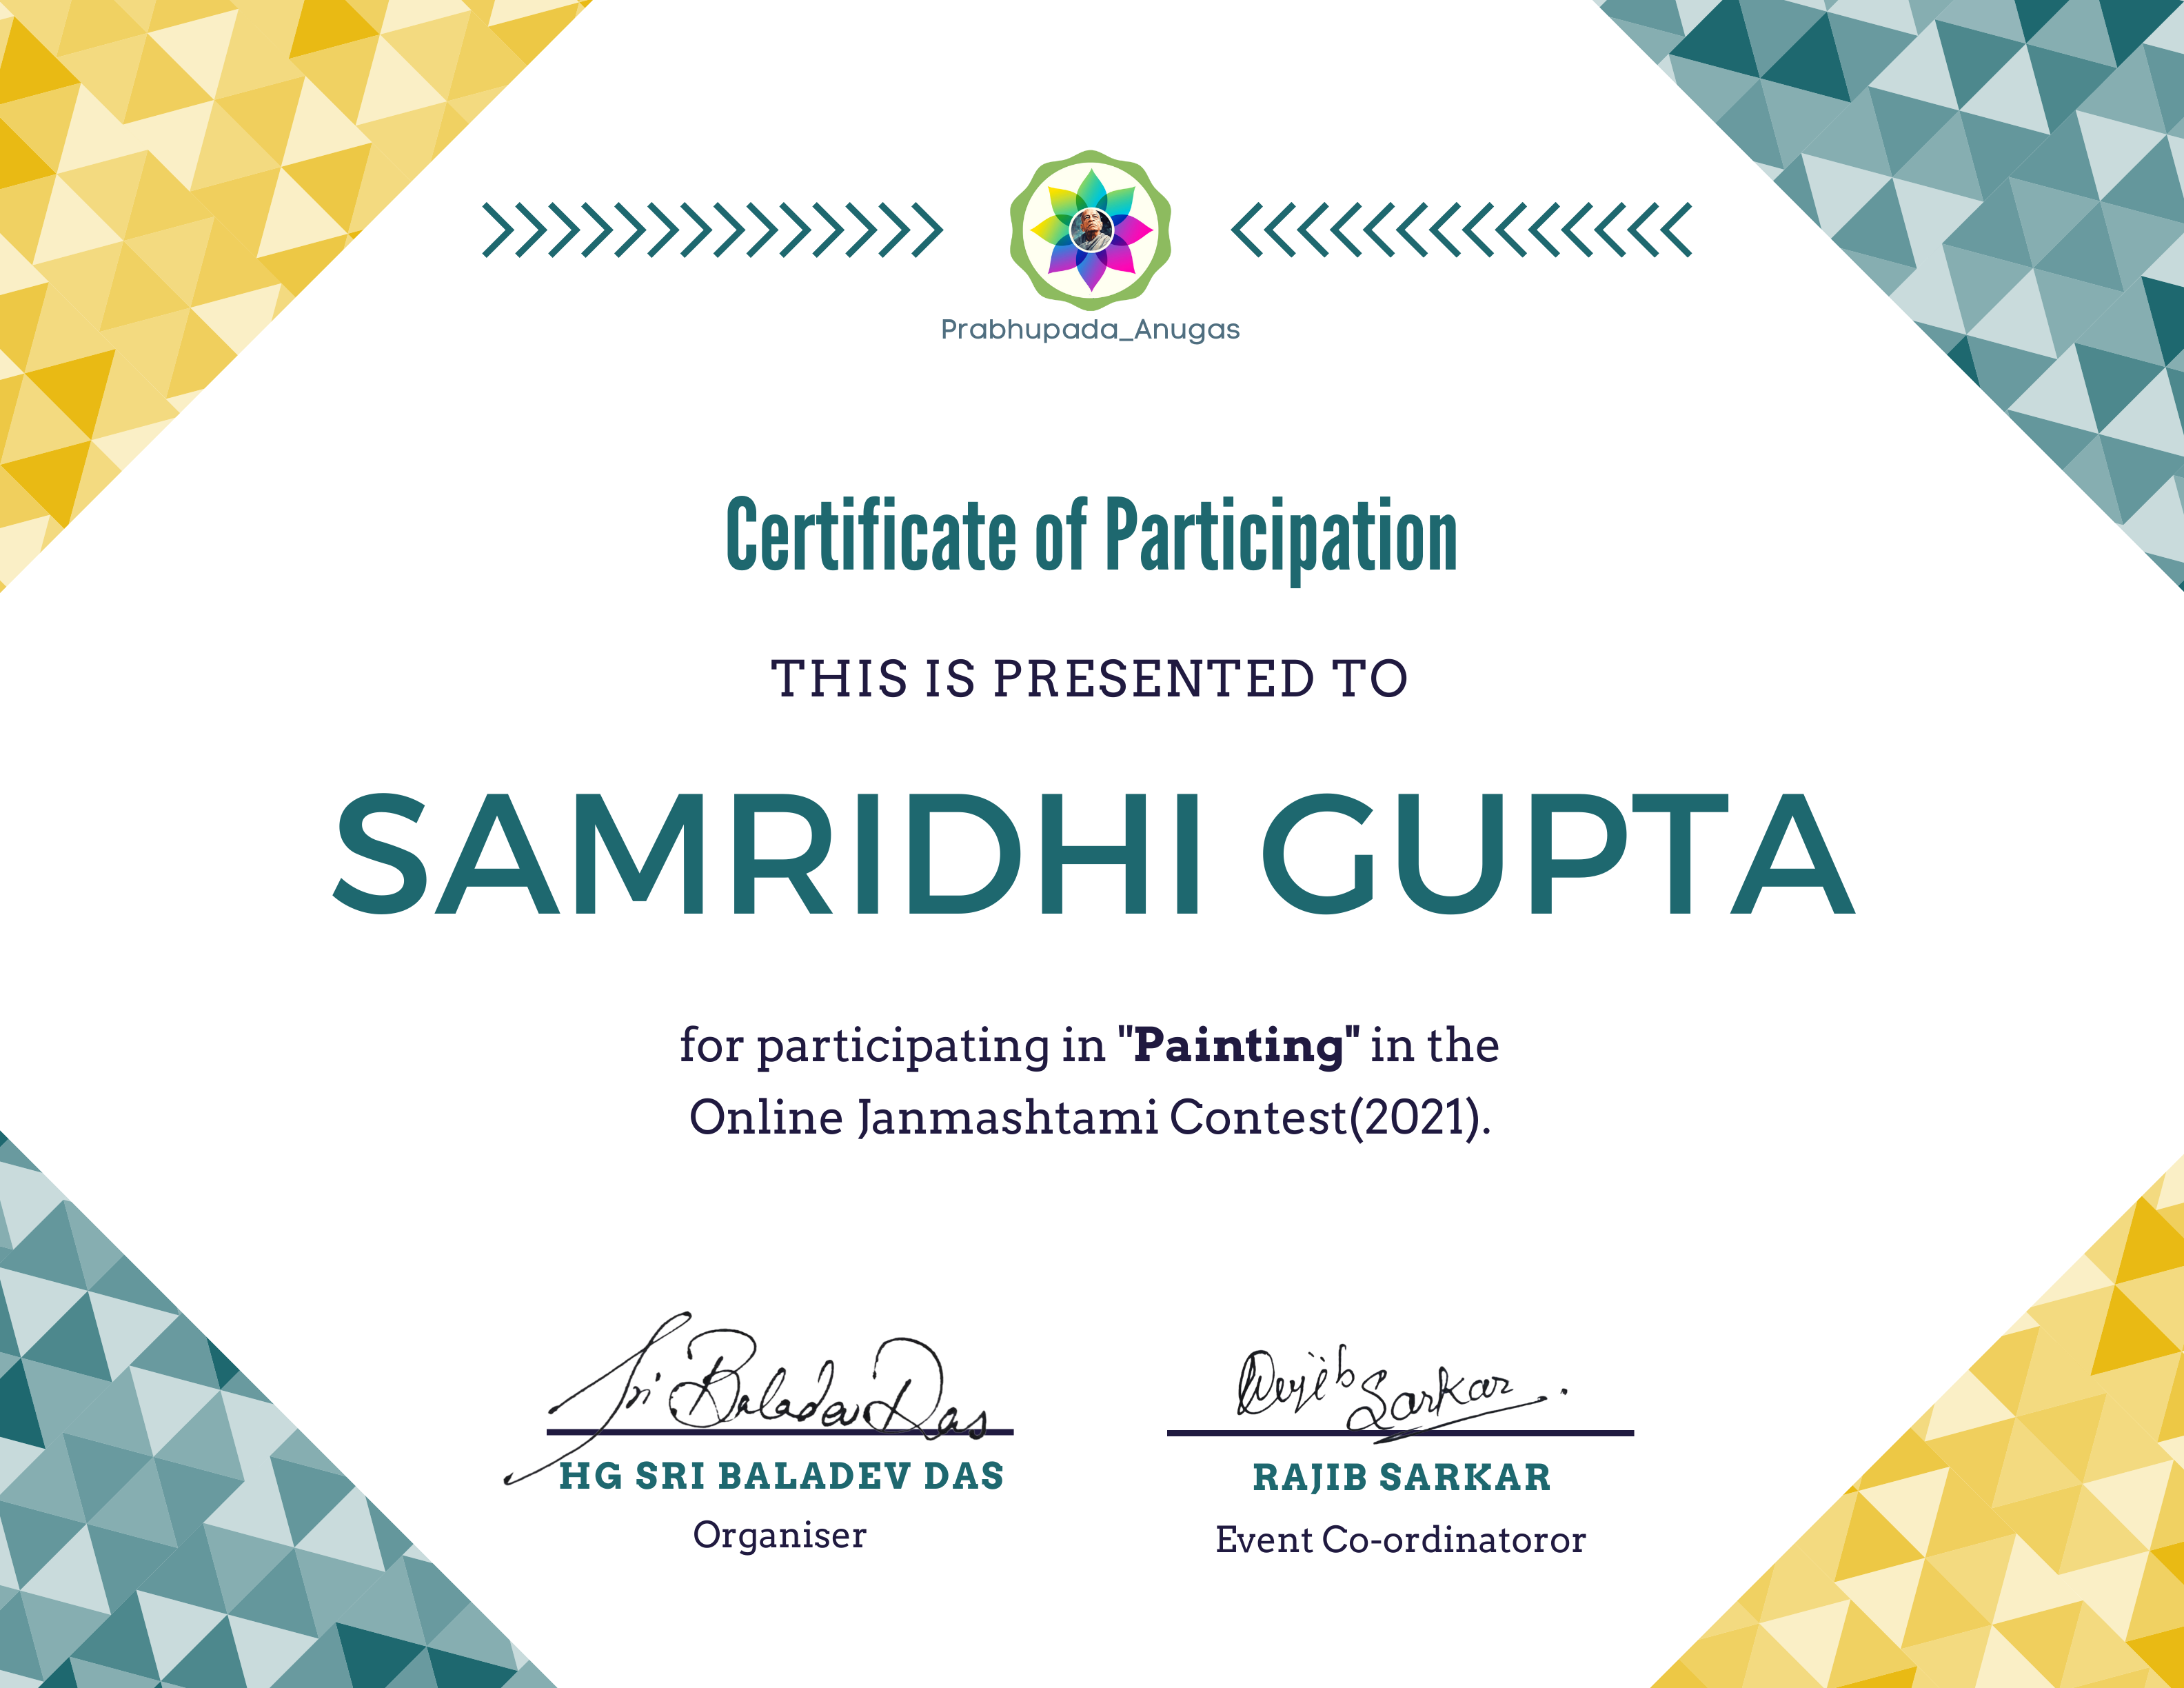 Prabhupada_Anugas
Certificate of Participation
THIS IS PRESENTED TO
SAMRIDHI GUPTA
for participating in "Painting" in the
Online Janmashtami Contest(2021).
Sri Baladev Das
Rajib Sarkar
HG SRI BALADEV DAS
RAJIB SARKAR
Organiser
Event Co-ordinatoror